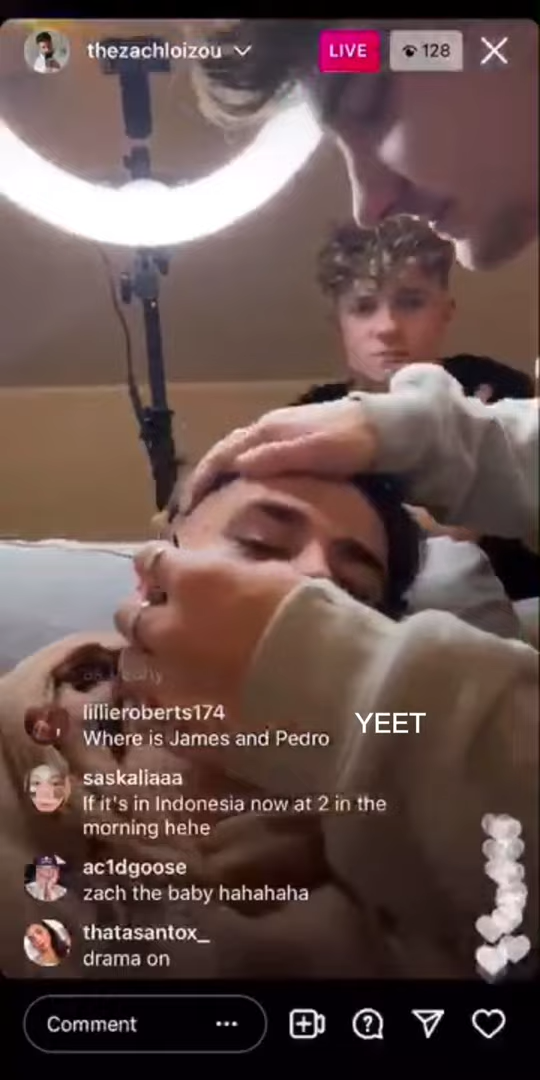 thezachloizou
LIVE
128
lillieroberts174
Where is James and Pedro
YEET
saskaliaaa
If it's in Indonesia now at 2 in the
morning hehe
ac1dgoose
zach the baby hahahaha
thatasantox_
drama on
Comment